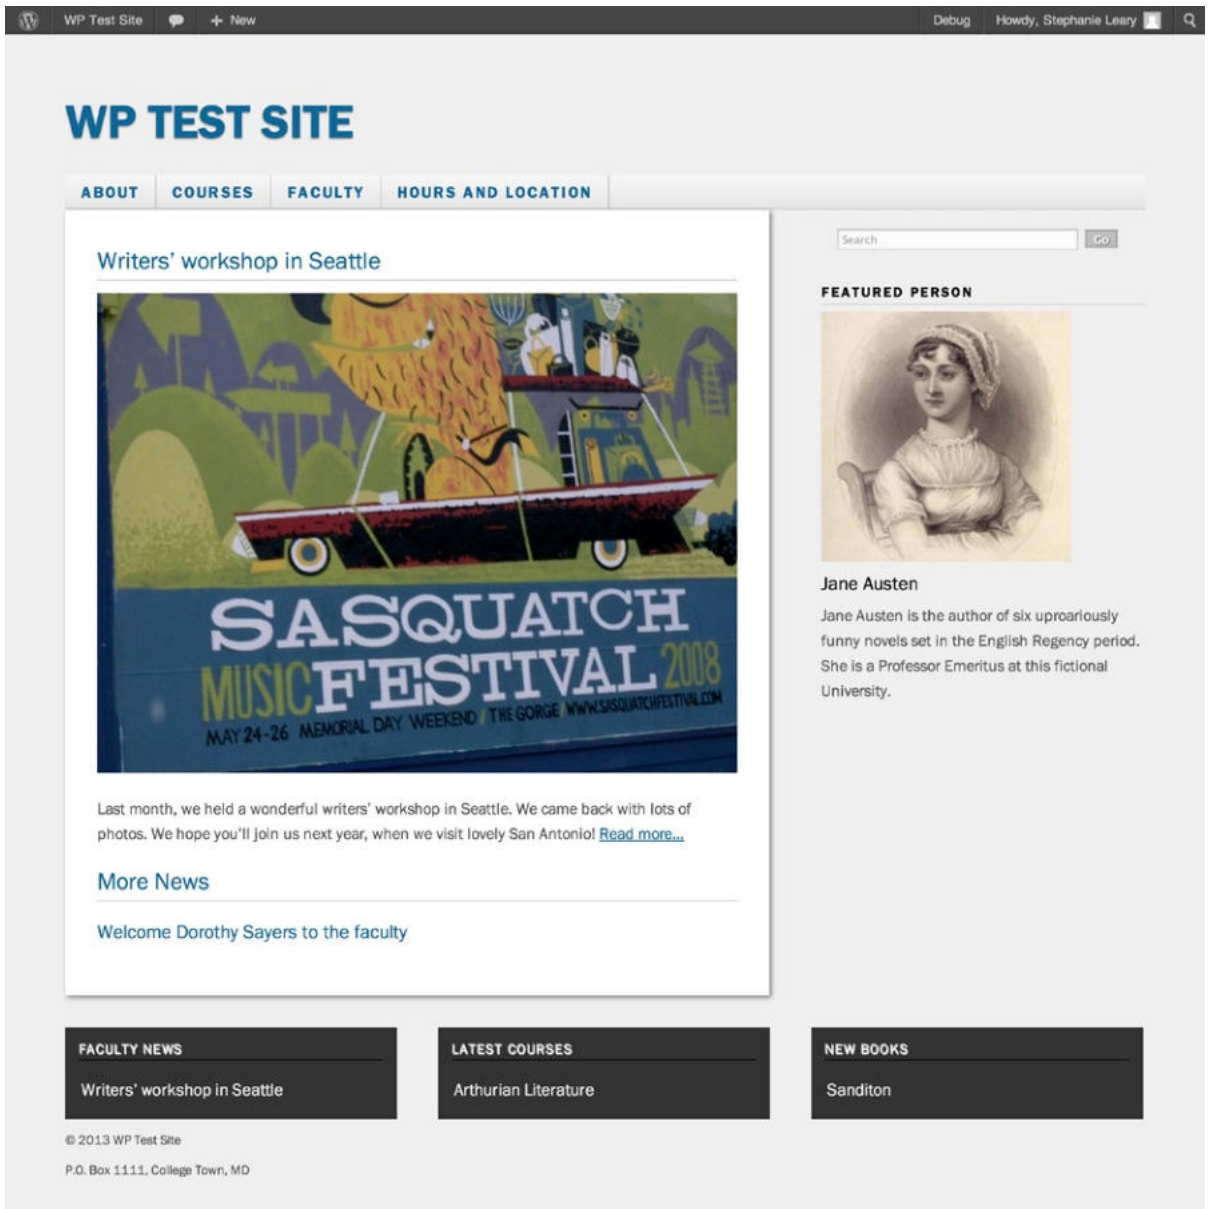 WP Test Site
+ New
Debug
Howdy, Stephanie Leary
WP TEST SITE
ABOUT
COURSES
FACULTY
HOURS AND LOCATION
Writers’ workshop in Seattle
SASQUATCH
MUSIC FESTIVAL 2008
MAY 24-26 MEMORIAL DAY WEEKEND / THE GORGE / WWW.SASQUATCHFESTIVAL.COM
Last month, we held a wonderful writers’ workshop in Seattle. We came back with lots of
photos. We hope you’ll join us next year, when we visit lovely San Antonio! Read more...
More News
Welcome Dorothy Sayers to the faculty
Search
Go
FEATURED PERSON
Jane Austen
Jane Austen is the author of six uproariously
funny novels set in the English Regency period.
She is a Professor Emeritus at this fictional
University.
FACULTY NEWS
Writers’ workshop in Seattle
LATEST COURSES
Arthurian Literature
NEW BOOKS
Sanditon
© 2013 WP Test Site
P.O. Box 1111, College Town, MD